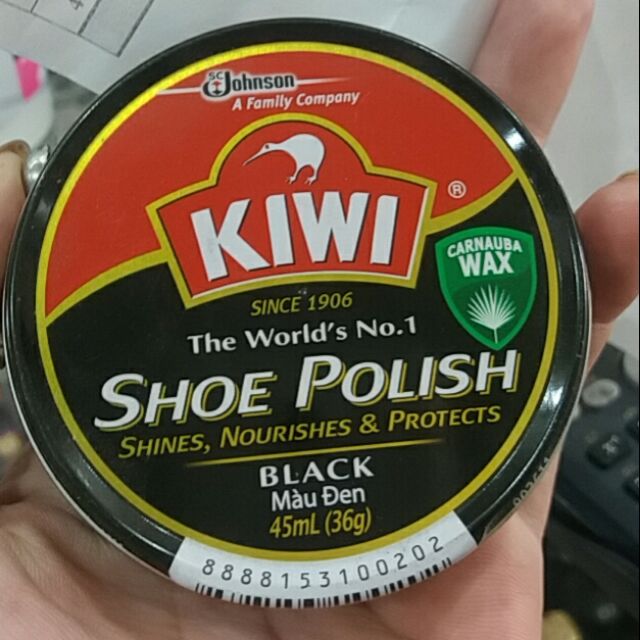 SC Johnson
A Family Company
KIWI ®
SINCE 1906
CARNAUBA
WAX
The World's No.1
SHOE POLISH
SHINES, NOURISHES & PROTECTS
BLACK
Màu Đen
45mL (36g)
8888153100202